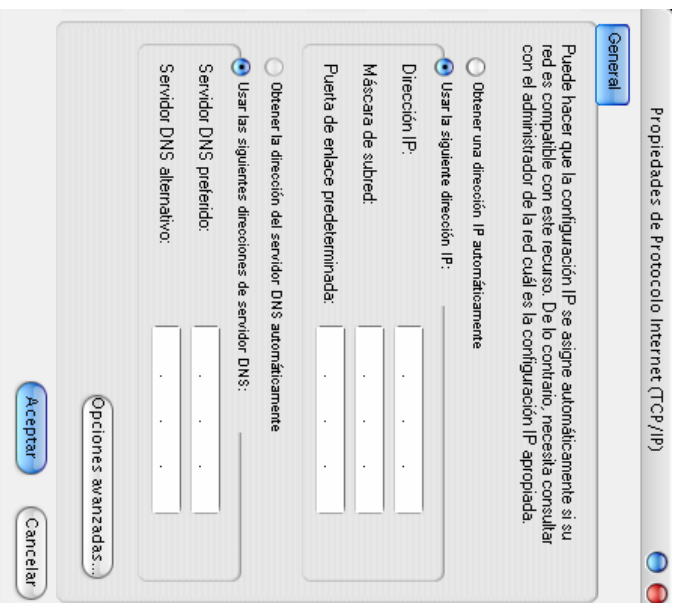 Propiedades de Protocolo Internet (TCP/IP)
General
Puede hacer que la configuración IP se asigne automáticamente si su
red es compatible con este recurso. De lo contrario, necesita consultar
con el administrador de la red cuál es la configuración IP apropiada.
Obtener una dirección IP automáticamente
Usar la siguiente dirección IP:
Dirección IP:
Máscara de subred:
Puerta de enlace predeterminada:
Obtener la dirección del servidor DNS automáticamente
Usar las siguientes direcciones de servidor DNS:
Servidor DNS preferido:
Servidor DNS alternativo:
Opciones avanzadas...
Aceptar
Cancelar